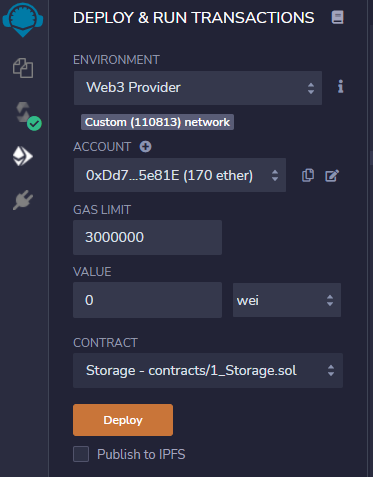 DEPLOY & RUN TRANSACTIONS
ENVIRONMENT
Web3 Provider
Custom (110813) network
ACCOUNT
0xDd7...5e81E (170 ether)
GAS LIMIT
3000000
VALUE
0 wei
CONTRACT
Storage - contracts/1_Storage.sol
Deploy
Publish to IPFS